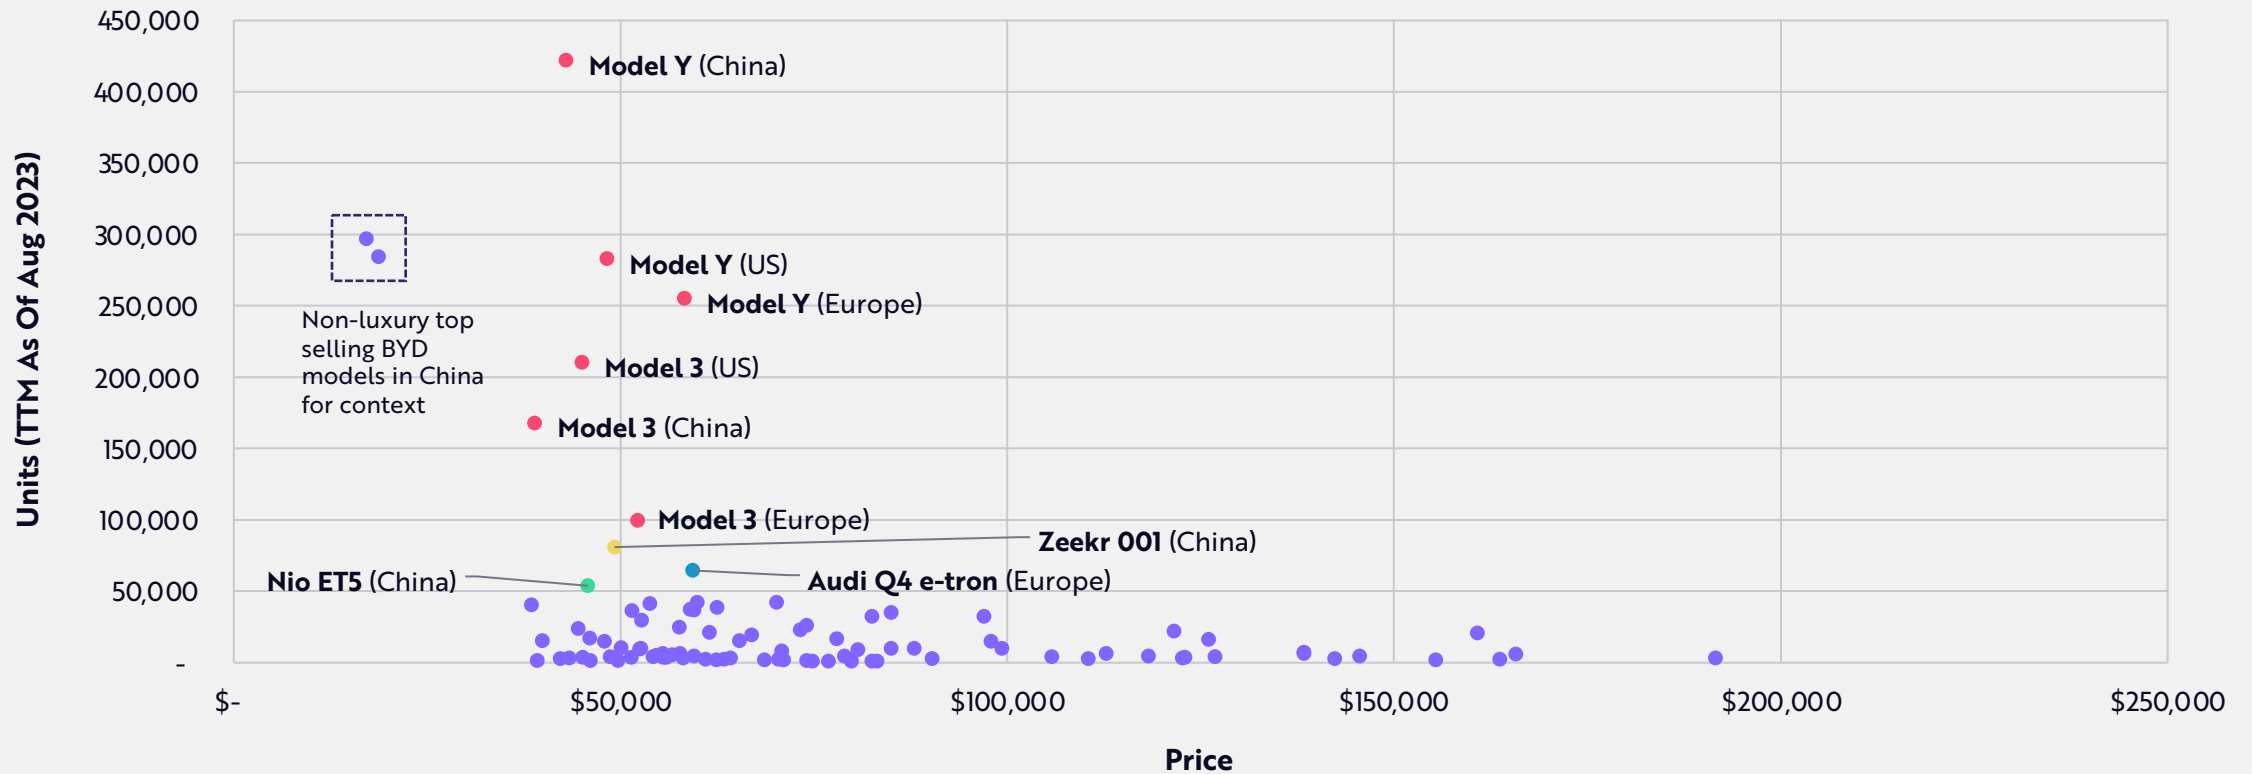 450,000
400,000
350,000
300,000
250,000
200,000
150,000
100,000
50,000
-
Units (TTM As Of Aug 2023)
Model Y (China)
Model Y (US)
Model Y (Europe)
Non-luxury top
selling BYD
models in China
for context
Model 3 (US)
Model 3 (China)
Model 3 (Europe)
Zeekr 001 (China)
Nio ET5 (China)
Audi Q4 e-tron (Europe)
$-
$50,000
$100,000
$150,000
$200,000
$250,000
Price